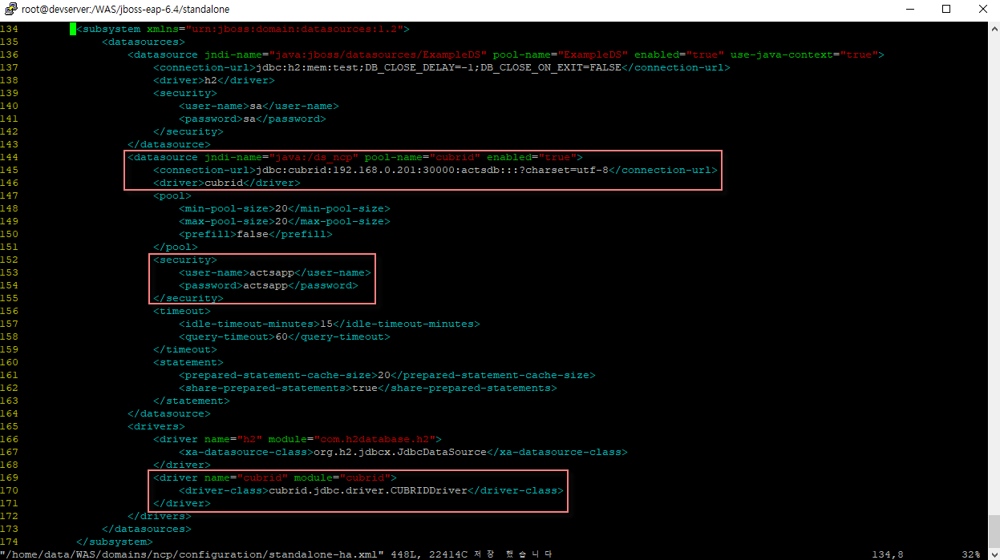 root@devserver:/WAS/jboss-eap-6.4/standalone
134 <subsystem xmlns="urn:jboss:domain:datasources:1.2">
135 <datasources>
136 <datasource jndi-name="java:jboss/datasources/ExampleDS" pool-name="ExampleDS" enabled="true" use-java-context="true">
137 <connection-url>jdbc:h2:mem:test;DB_CLOSE_DELAY=-1;DB_CLOSE_ON_EXIT=FALSE</connection-url>
138 <driver>h2</driver>
139 <security>
140 <user-name>sa</user-name>
141 <password>sa</password>
142 </security>
143 </datasource>
144 <datasource jndi-name="java:/ds_ncp" pool-name="cubrid" enabled="true">
145 <connection-url>jdbc:cubrid:192.168.0.201:30000:actsdb:::?charset=utf-8</connection-url>
146 <driver>cubrid</driver>
147 <pool>
148 <min-pool-size>20</min-pool-size>
149 <max-pool-size>20</max-pool-size>
150 <prefill>false</prefill>
151 </pool>
152 <security>
153 <user-name>actsapp</user-name>
154 <password>actsapp</password>
155 </security>
156 <timeout>
157 <idle-timeout-minutes>15</idle-timeout-minutes>
158 <query-timeout>60</query-timeout>
159 </timeout>
160 <statement>
161 <prepared-statement-cache-size>20</prepared-statement-cache-size>
162 <share-prepared-statements>true</share-prepared-statements>
163 </statement>
164 </datasource>
165 <drivers>
166 <driver name="h2" module="com.h2database.h2">
167 <xa-datasource-class>org.h2.jdbcx.JdbcDataSource</xa-datasource-class>
168 </driver>
169 <driver name="cubrid" module="cubrid">
170 <driver-class>cubrid.jdbc.driver.CUBRIDDriver</driver-class>
171 </driver>
172 </drivers>
173 </datasources>
174 </subsystem>
"/home/data/WAS/domains/ncp/configuration/standalone-ha.xml" 448L, 22414C 저장 했습니다 134,8 32%